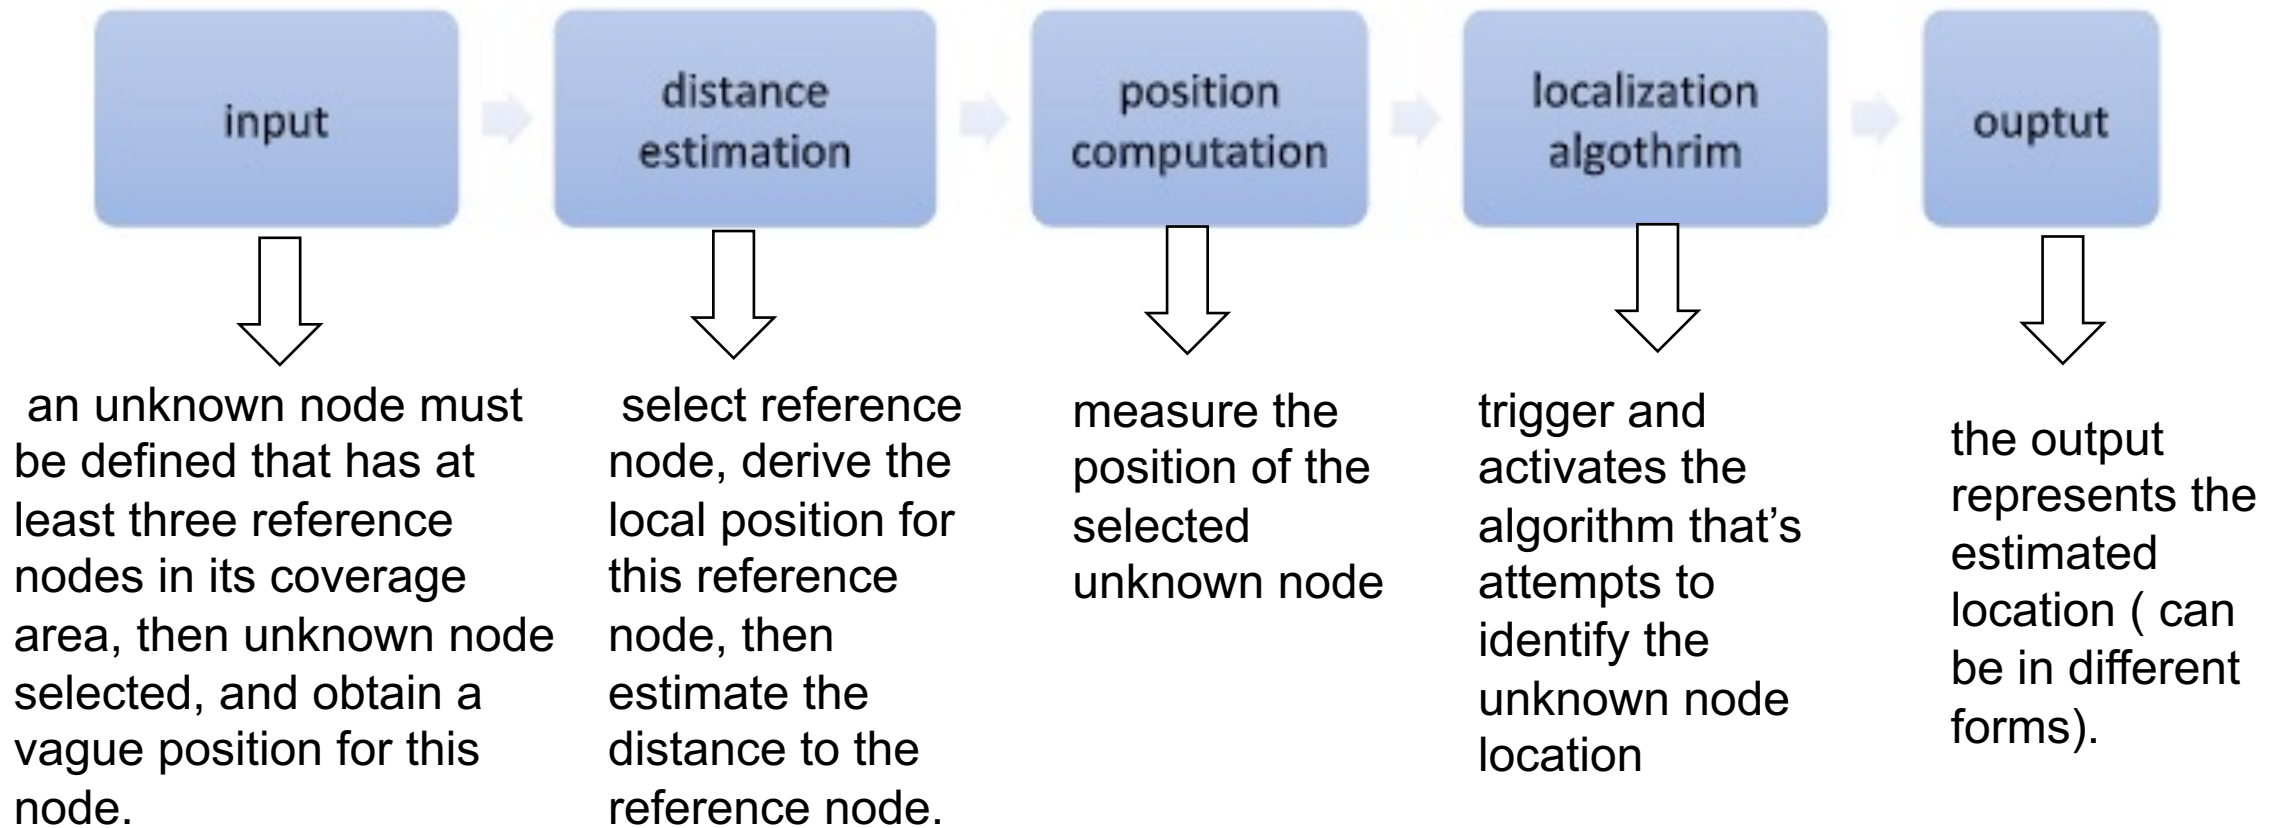 input
distance
estimation
position
computation
localization
algothrim
ouptut
an unknown node must
be defined that has at
least three reference
nodes in its coverage
area, then unknown node
selected, and obtain a
vague position for this
node.
select reference
node, derive the
local position for
this reference
node, then
estimate the
distance to the
reference node.
measure the
position of the
selected
unknown node
trigger and
activates the
algorithm that’s
attempts to
identify the
unknown node
location
the output
represents the
estimated
location ( can
be in different
forms).